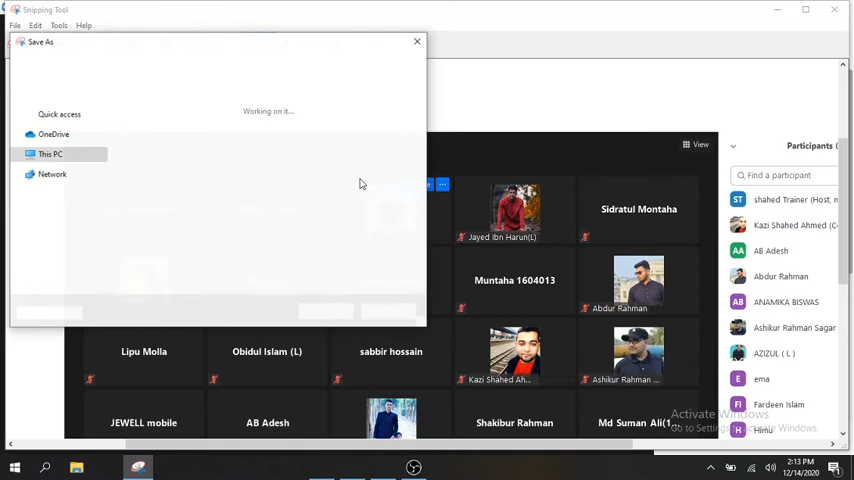 Snipping Tool
File Edit Tools Help
Save As
Quick access
OneDrive
This PC
Network
Working on it...
View
Participants
Find a participant
Jayed Ibn Harun(L)
Sidratul Montaha
Muntaha 1604013
Abdur Rahman
Lipu Molla
Obidul Islam (L)
sabbir hossain
Kazi Shahed Ah...
Ashikur Rahman ...
JEWELL mobile
AB Adesh
Shakibur Rahman
Md Suman Ali(1...
ST shahed Trainer (Host, m
Kazi Shahed Ahmed (Co
AA AB Adesh
Abdur Rahman
AB ANAMIKA BISWAS
Ashikur Rahman Sagar
AZIZUL ( L )
E ema
FI Fardeen Islam
H Himu
Activate Windows
Go to Settings to activate Windows.
2:13 PM
12/14/2020